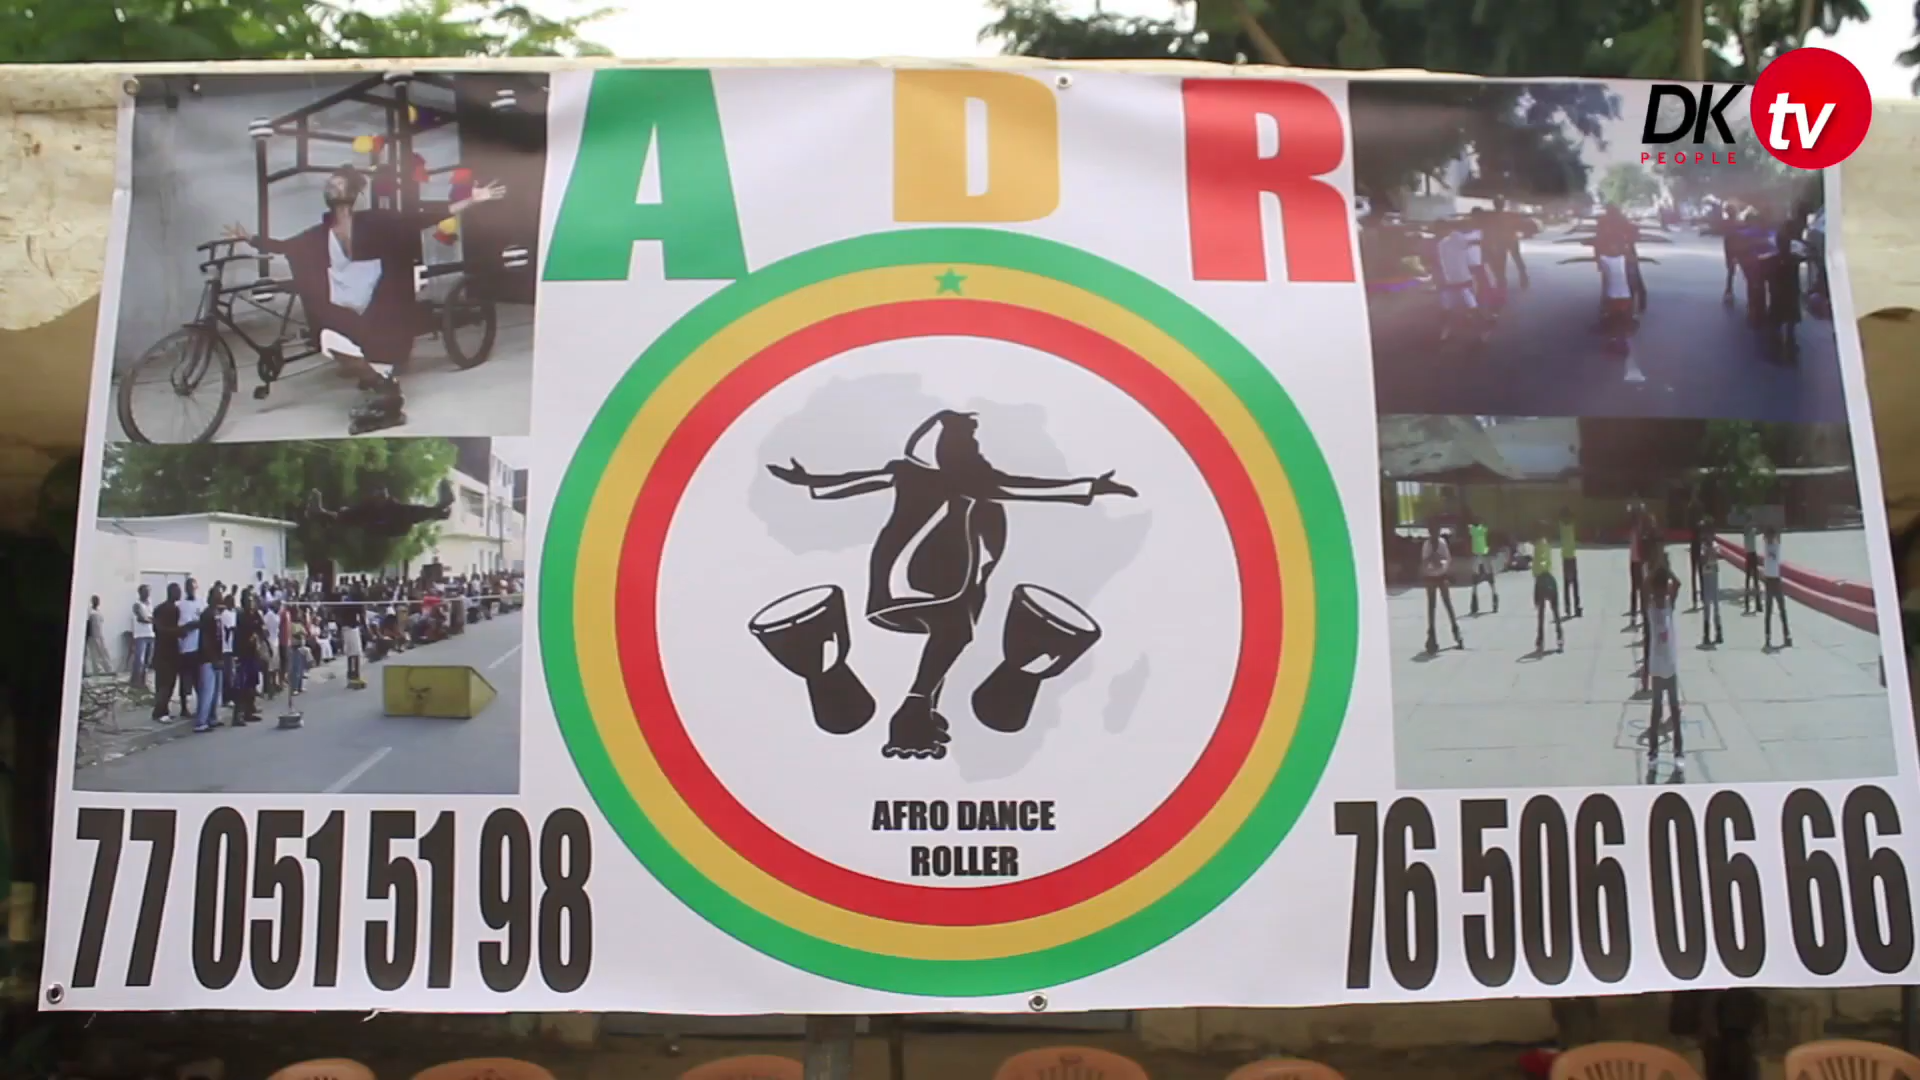 A D R
DK tv
PEOPLE
AFRO DANCE
ROLLER
77 051 51 98
76 506 06 66